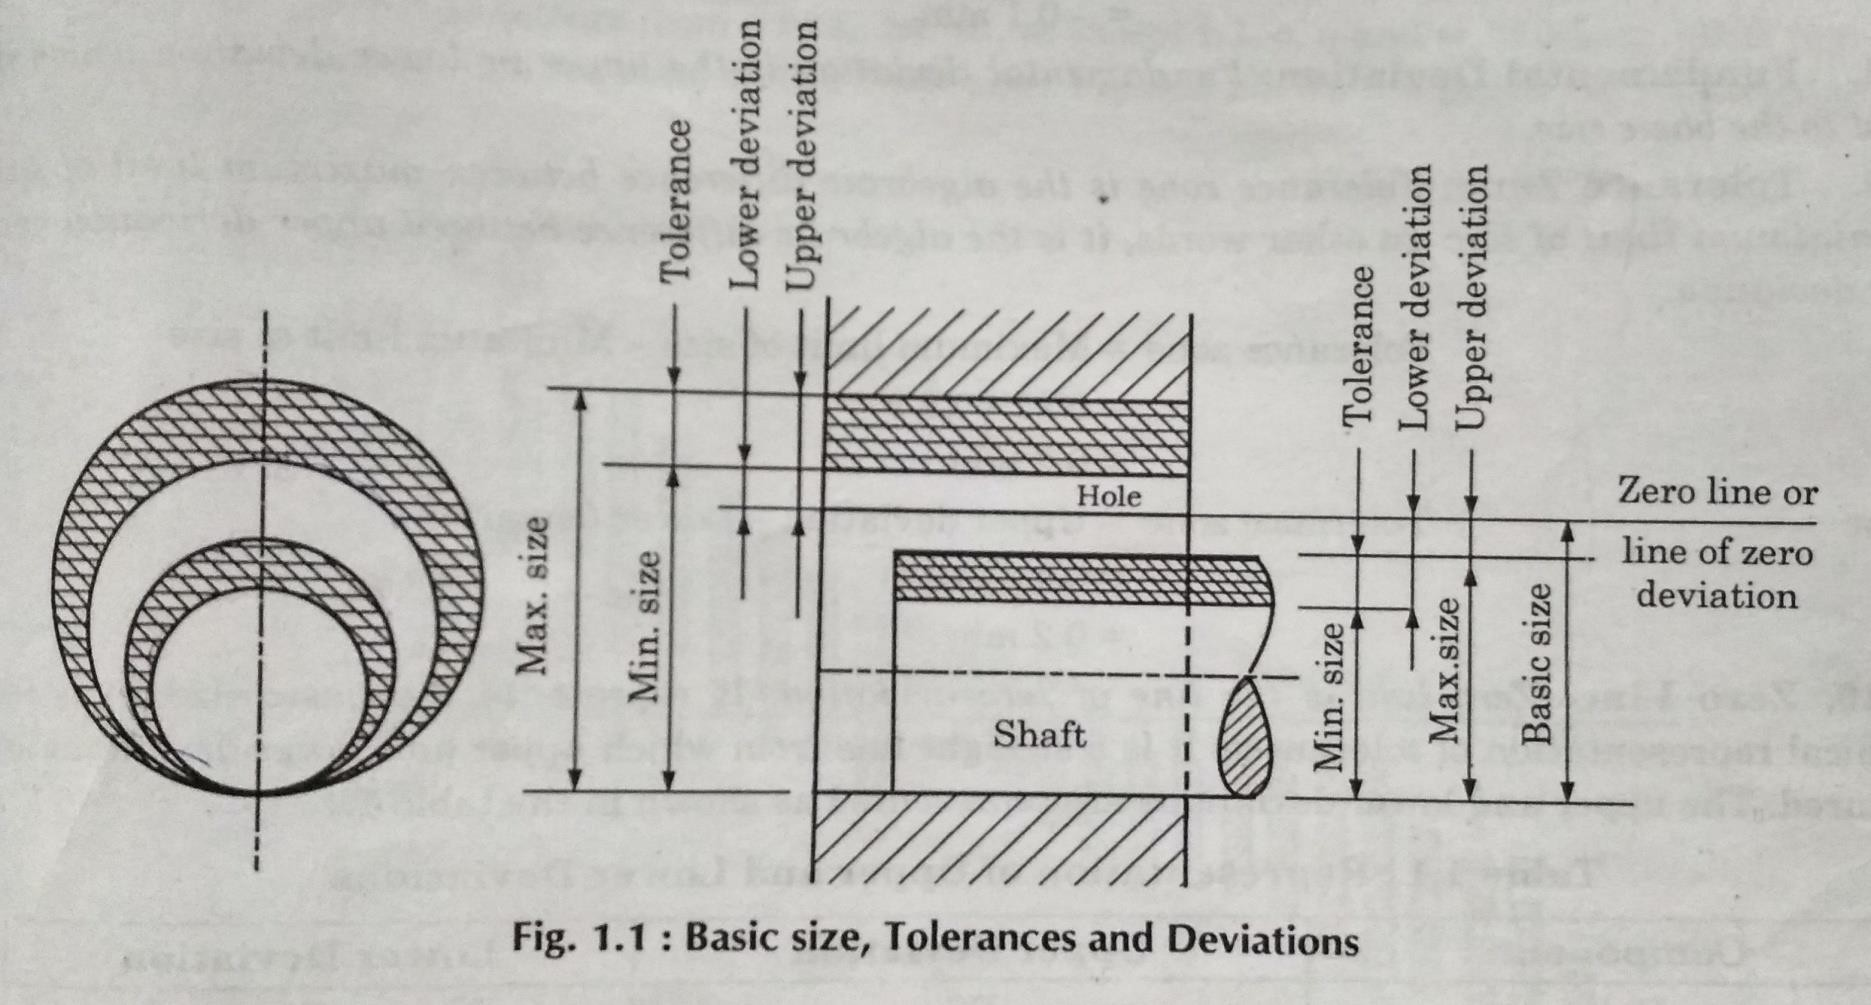 Tolerance
Lower deviation
Upper deviation
Tolerance
Lower deviation
Upper deviation
Max. size
Min. size
Hole
Shaft
Min. size
Max.size
Basic size
Zero line or
line of zero
deviation
Fig. 1.1 : Basic size, Tolerances and Deviations